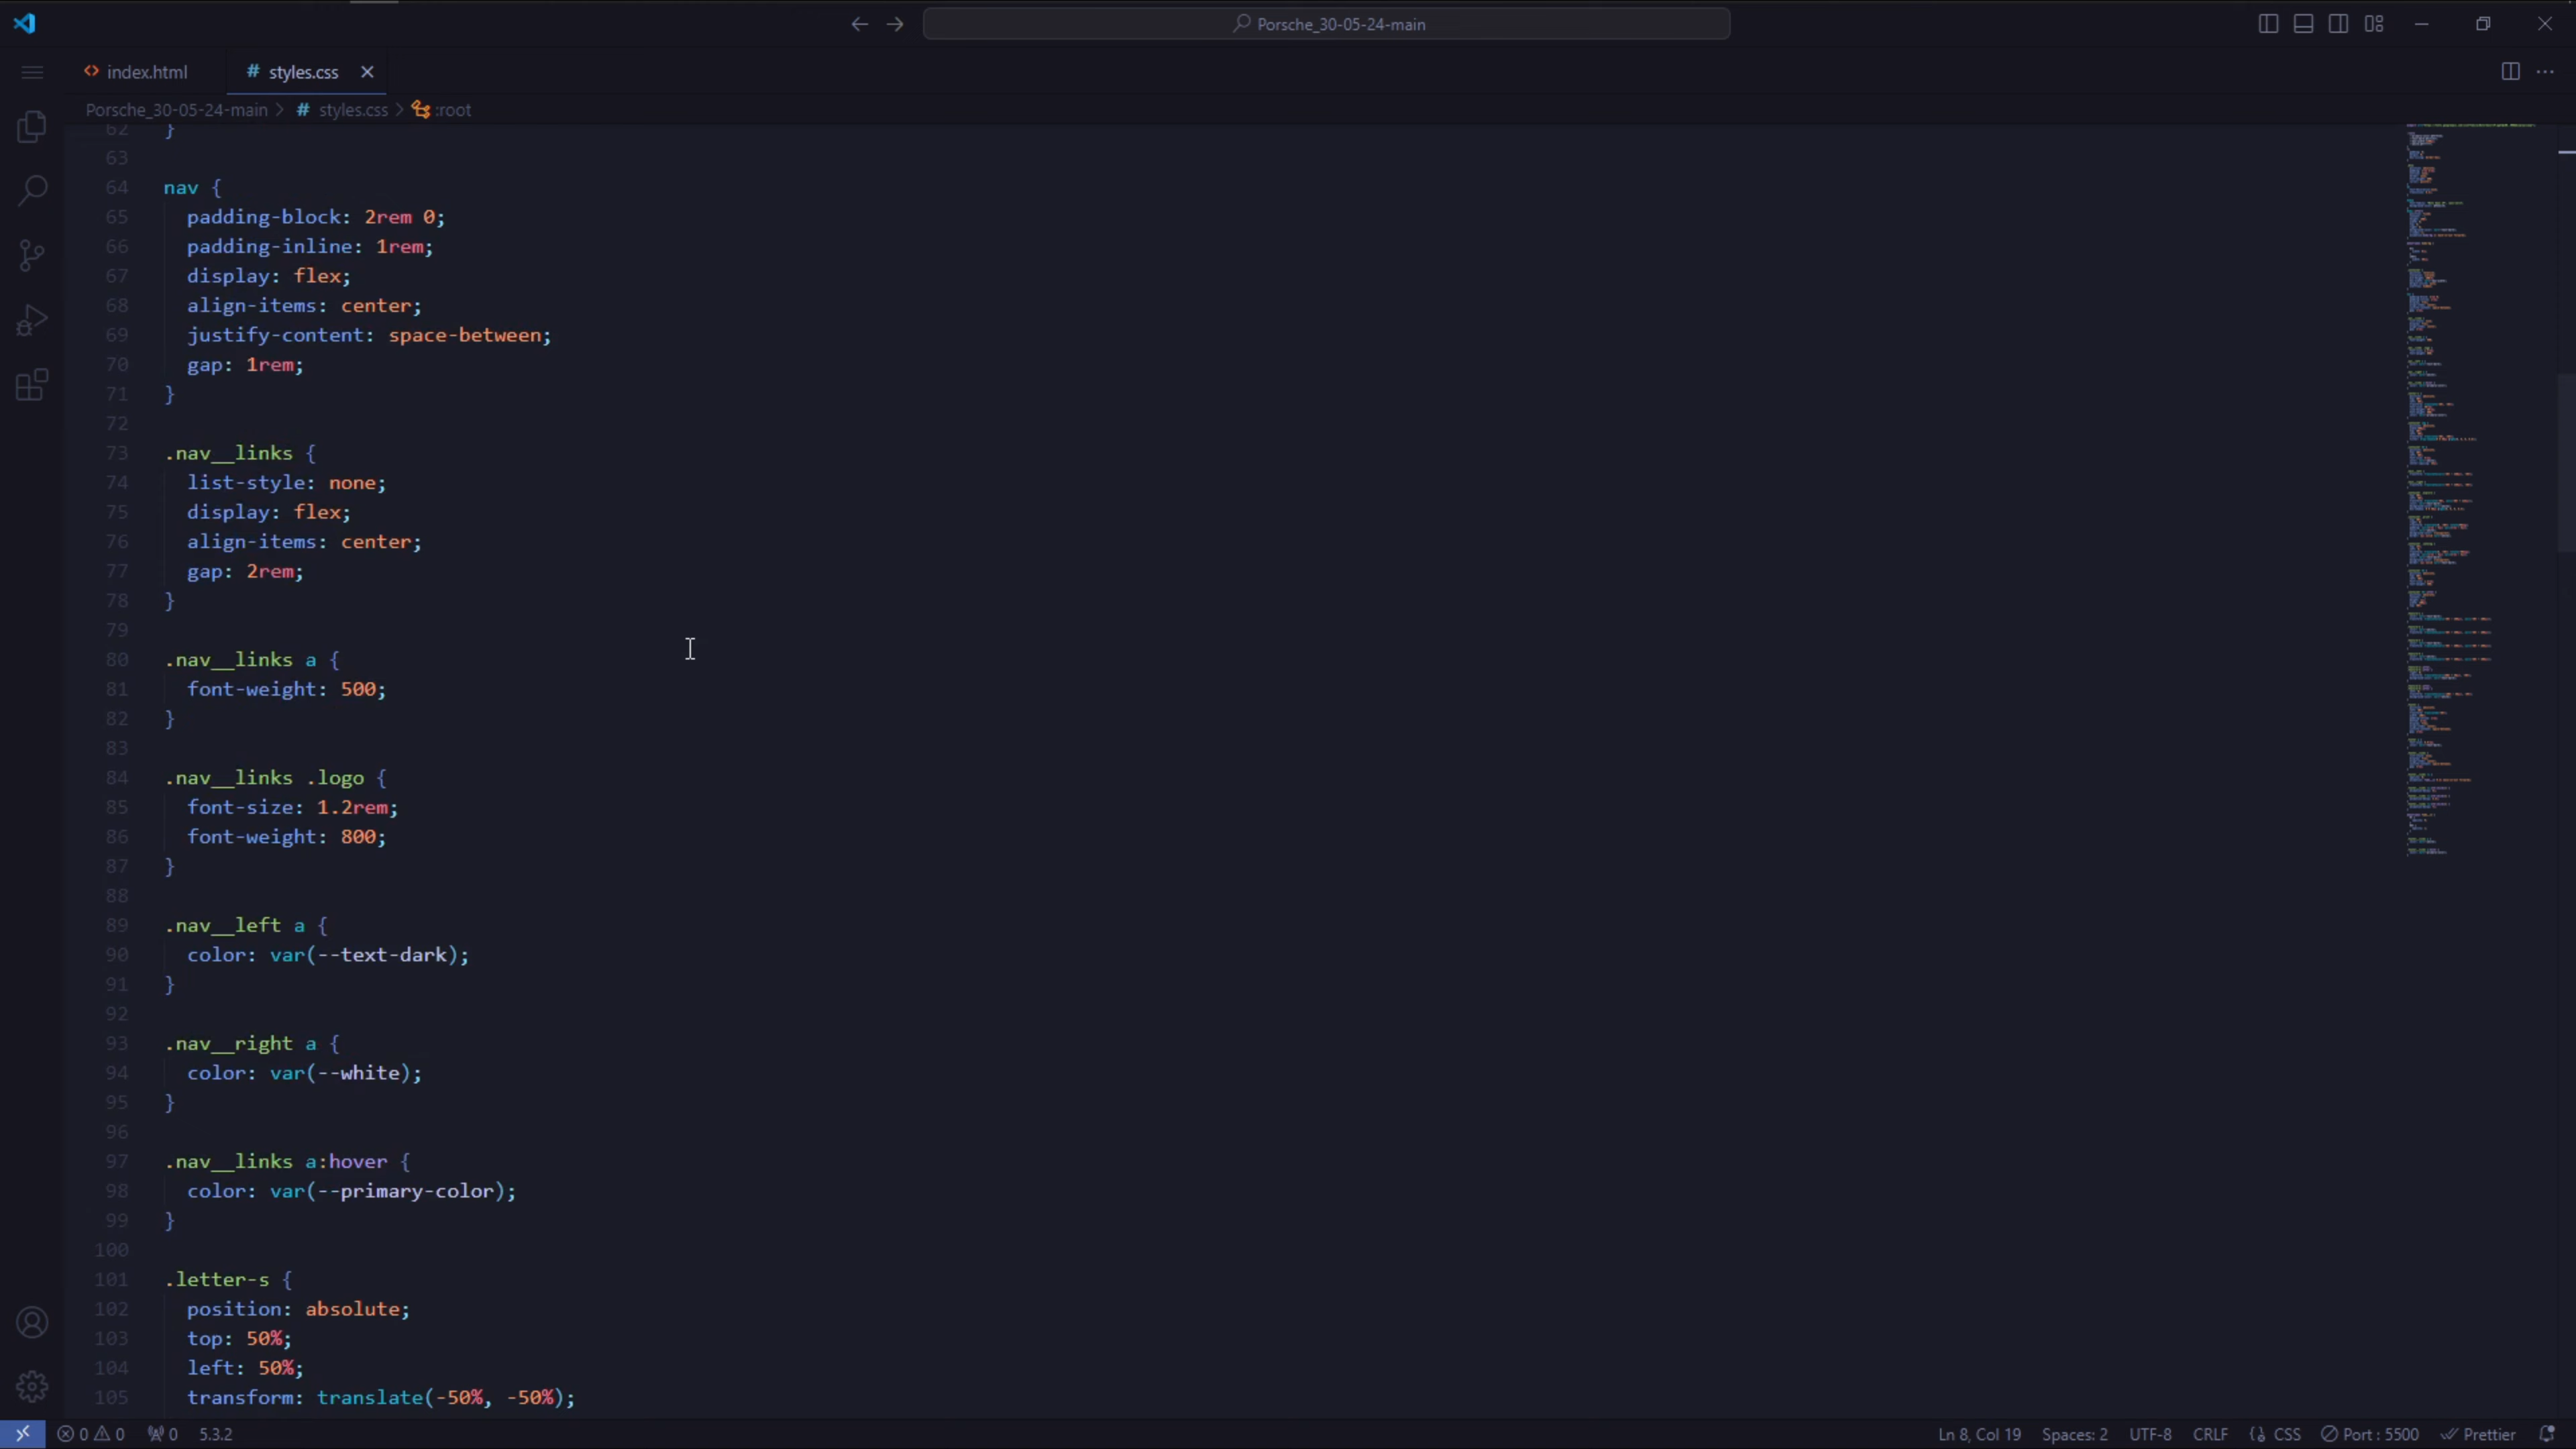 Porsche_30-05-24-main
index.html
# styles.css
Porsche_30-05-24-main > # styles.css > :root
62 }
63
64 nav {
65 padding-block: 2rem 0;
66 padding-inline: 1rem;
67 display: flex;
68 align-items: center;
69 justify-content: space-between;
70 gap: 1rem;
71 }
72
73 .nav__links {
74 list-style: none;
75 display: flex;
76 align-items: center;
77 gap: 2rem;
78 }
79
80 .nav__links a {
81 font-weight: 500;
82 }
83
84 .nav__links .logo {
85 font-size: 1.2rem;
86 font-weight: 800;
87 }
88
89 .nav__left a {
90 color: var(--text-dark);
91 }
92
93 .nav__right a {
94 color: var(--white);
95 }
96
97 .nav__links a:hover {
98 color: var(--primary-color);
99 }
100
101 .letter-s {
102 position: absolute;
103 top: 50%;
104 left: 50%;
105 transform: translate(-50%, -50%);
0 0 0 5.3.2 Ln 8, Col 19 Spaces: 2 UTF-8 CRLF CSS Port : 5500 Prettier